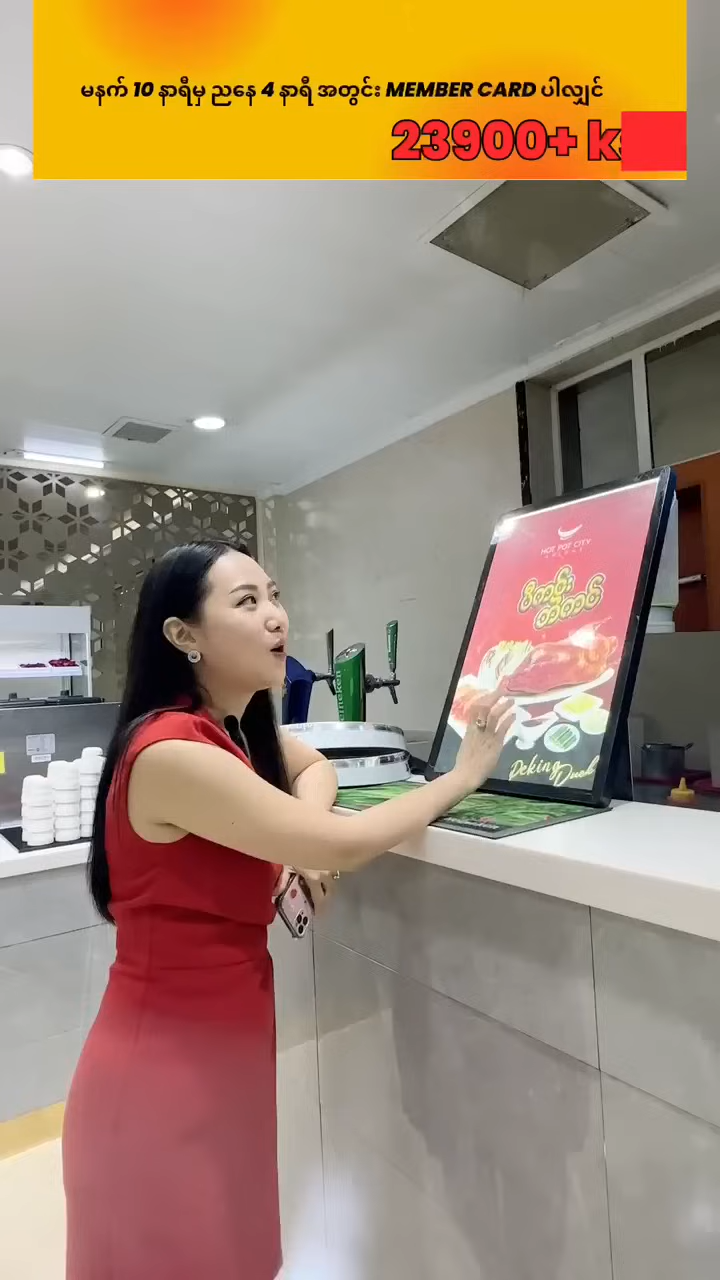 မနက် 10 နာရီမှ ညနေ 4 နာရီ အတွင်း MEMBER CARD ပါလျှင်
23900+ k
HOT POT CITY
ပီကင်း
ဘဲကင်
Peking Duck
Heineken